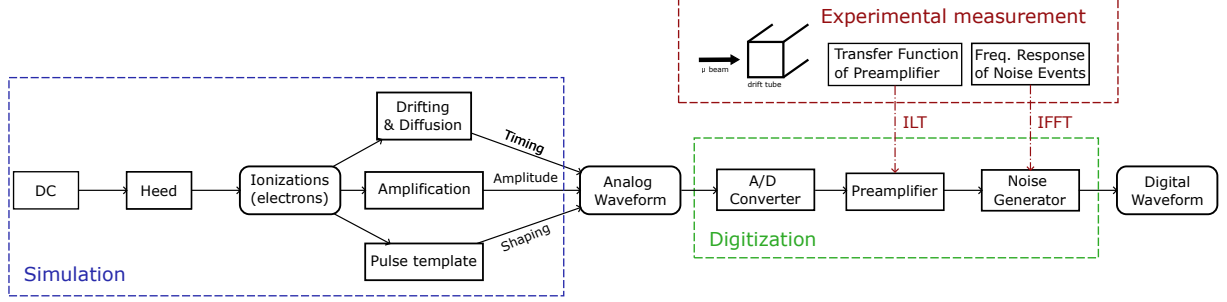 Experimental measurement
μ beam
drift tube
Transfer Function
of Preamplifier
Freq. Response
of Noise Events
ILT
IFFT
DC
Heed
Ionizations
(electrons)
Drifting
& Diffusion
Amplification
Pulse template
Timing
Amplitude
Shaping
Simulation
Analog
Waveform
A/D
Converter
Preamplifier
Noise
Generator
Digitization
Digital
Waveform